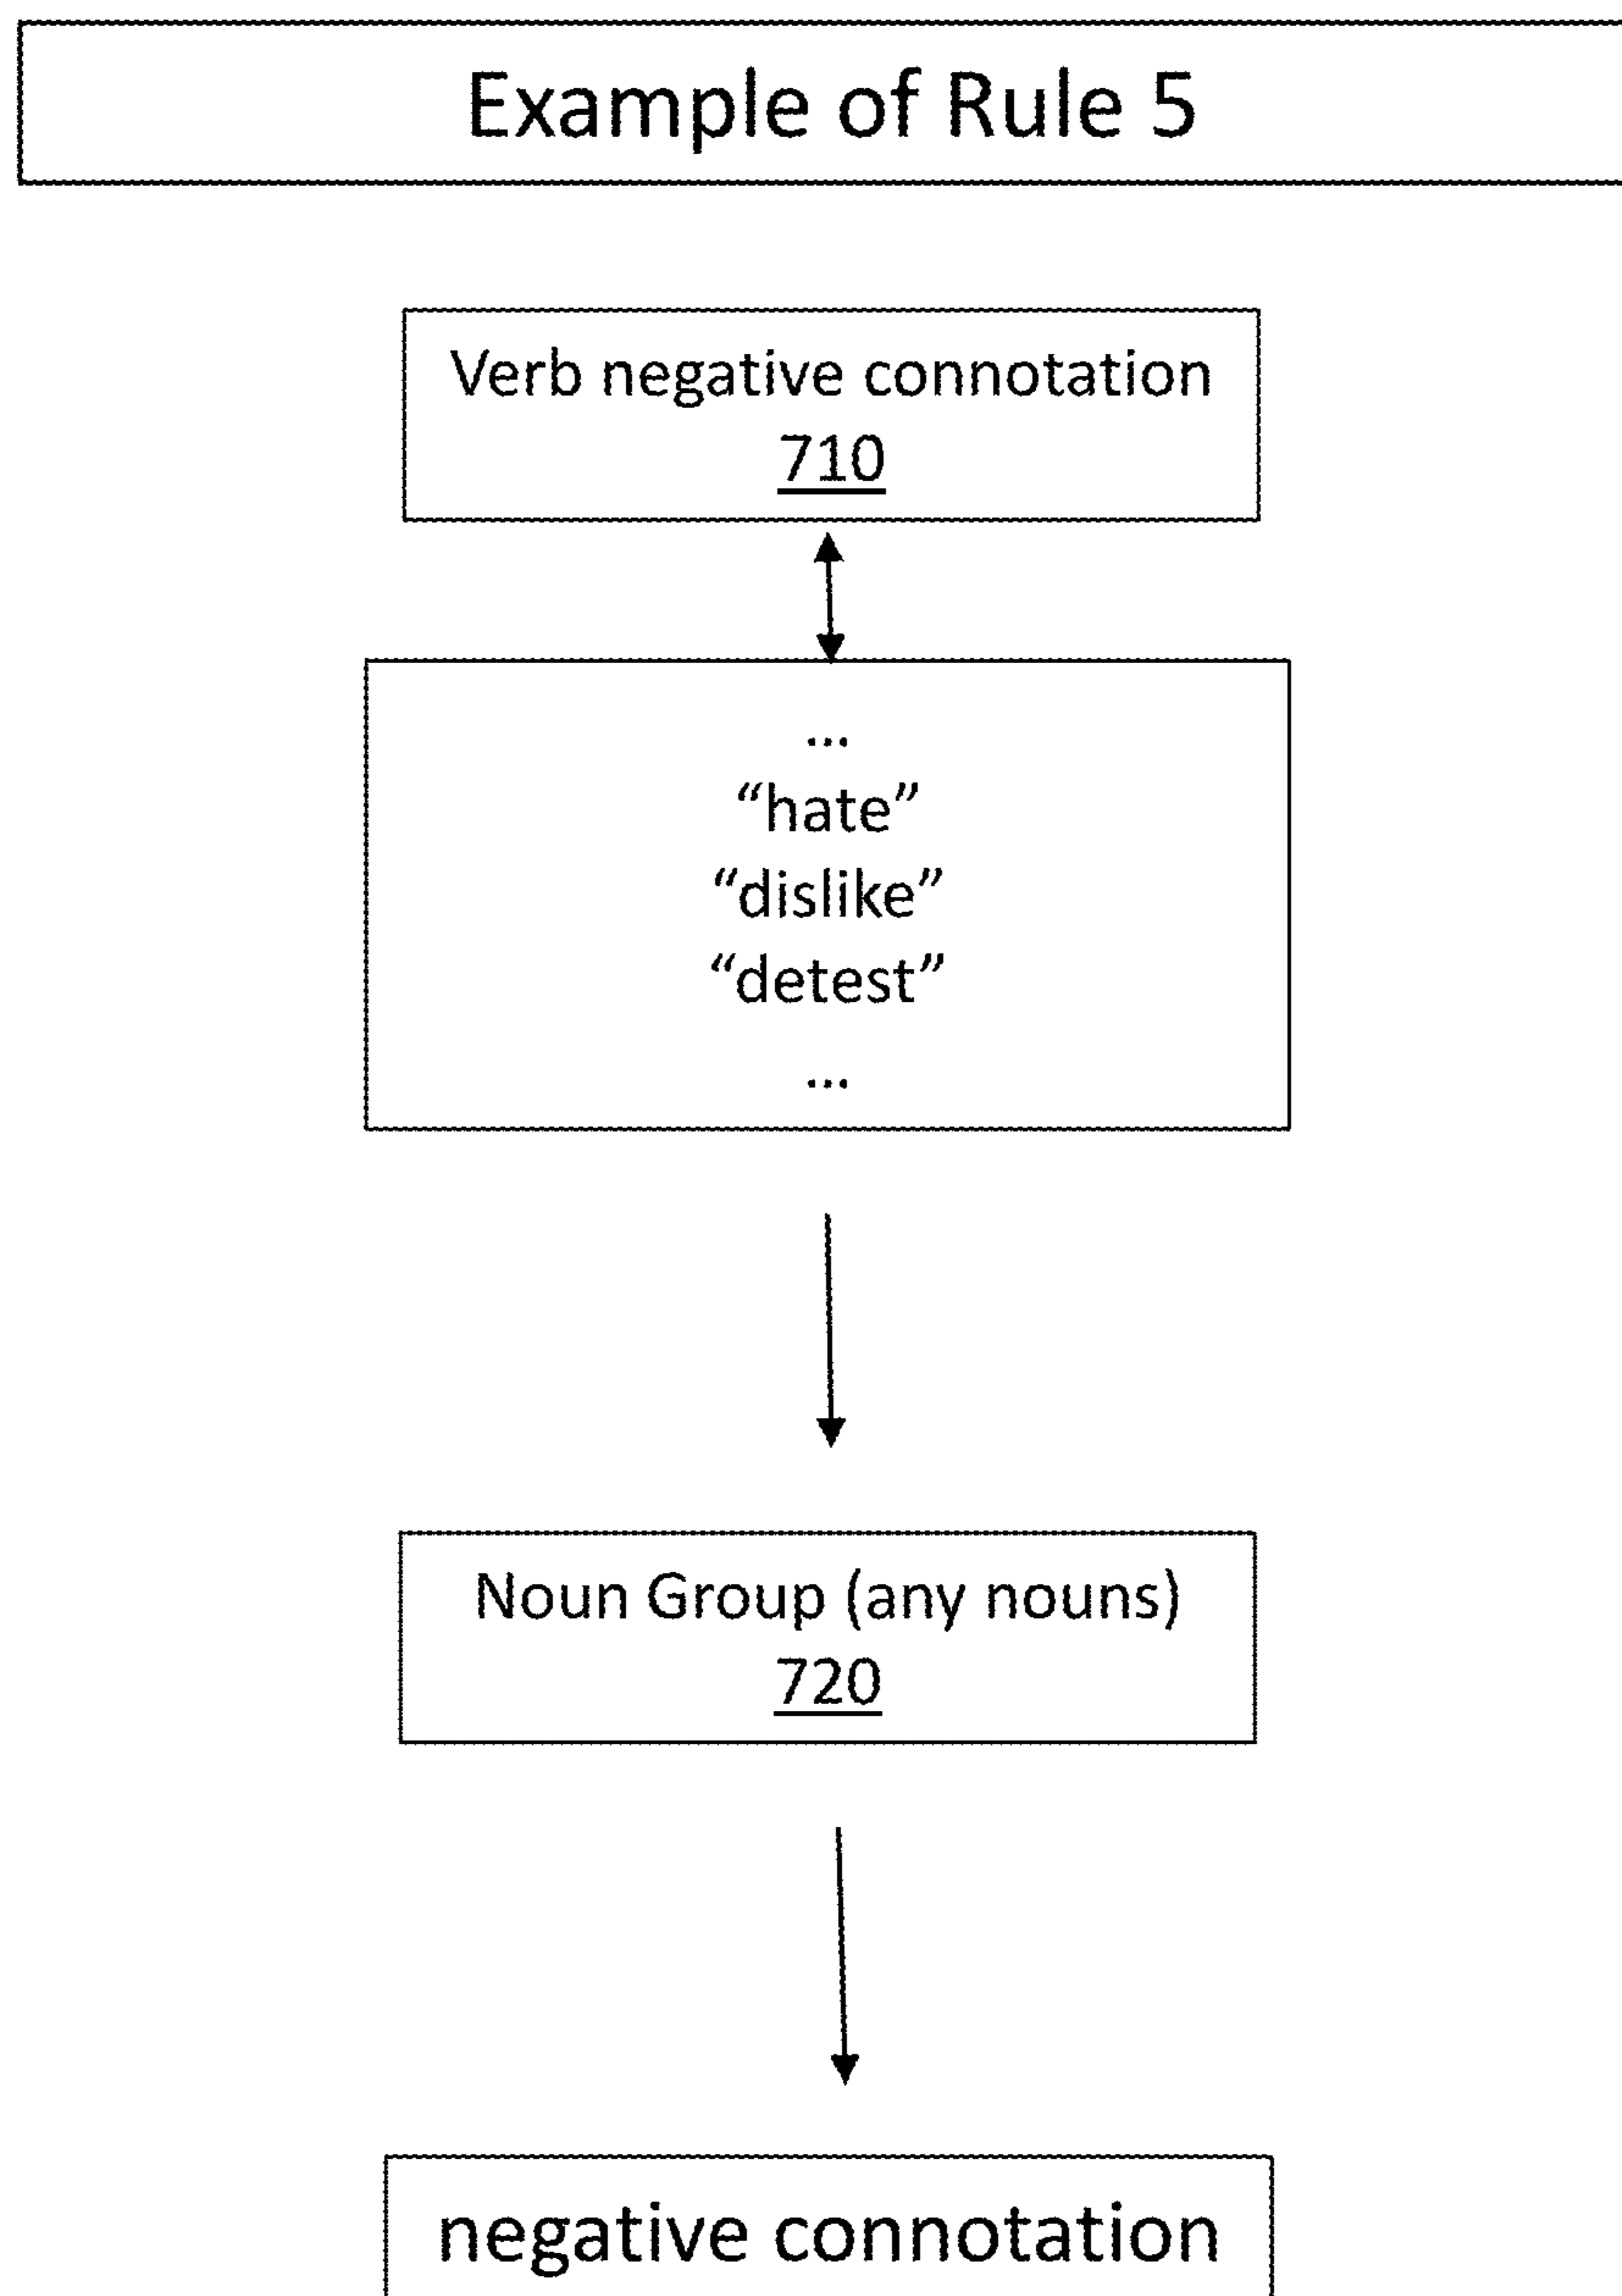 Example of Rule 5
Verb negative connotation
710
...
“hate”
“dislike”
“detest”
...
Noun Group (any nouns)
720
negative connotation